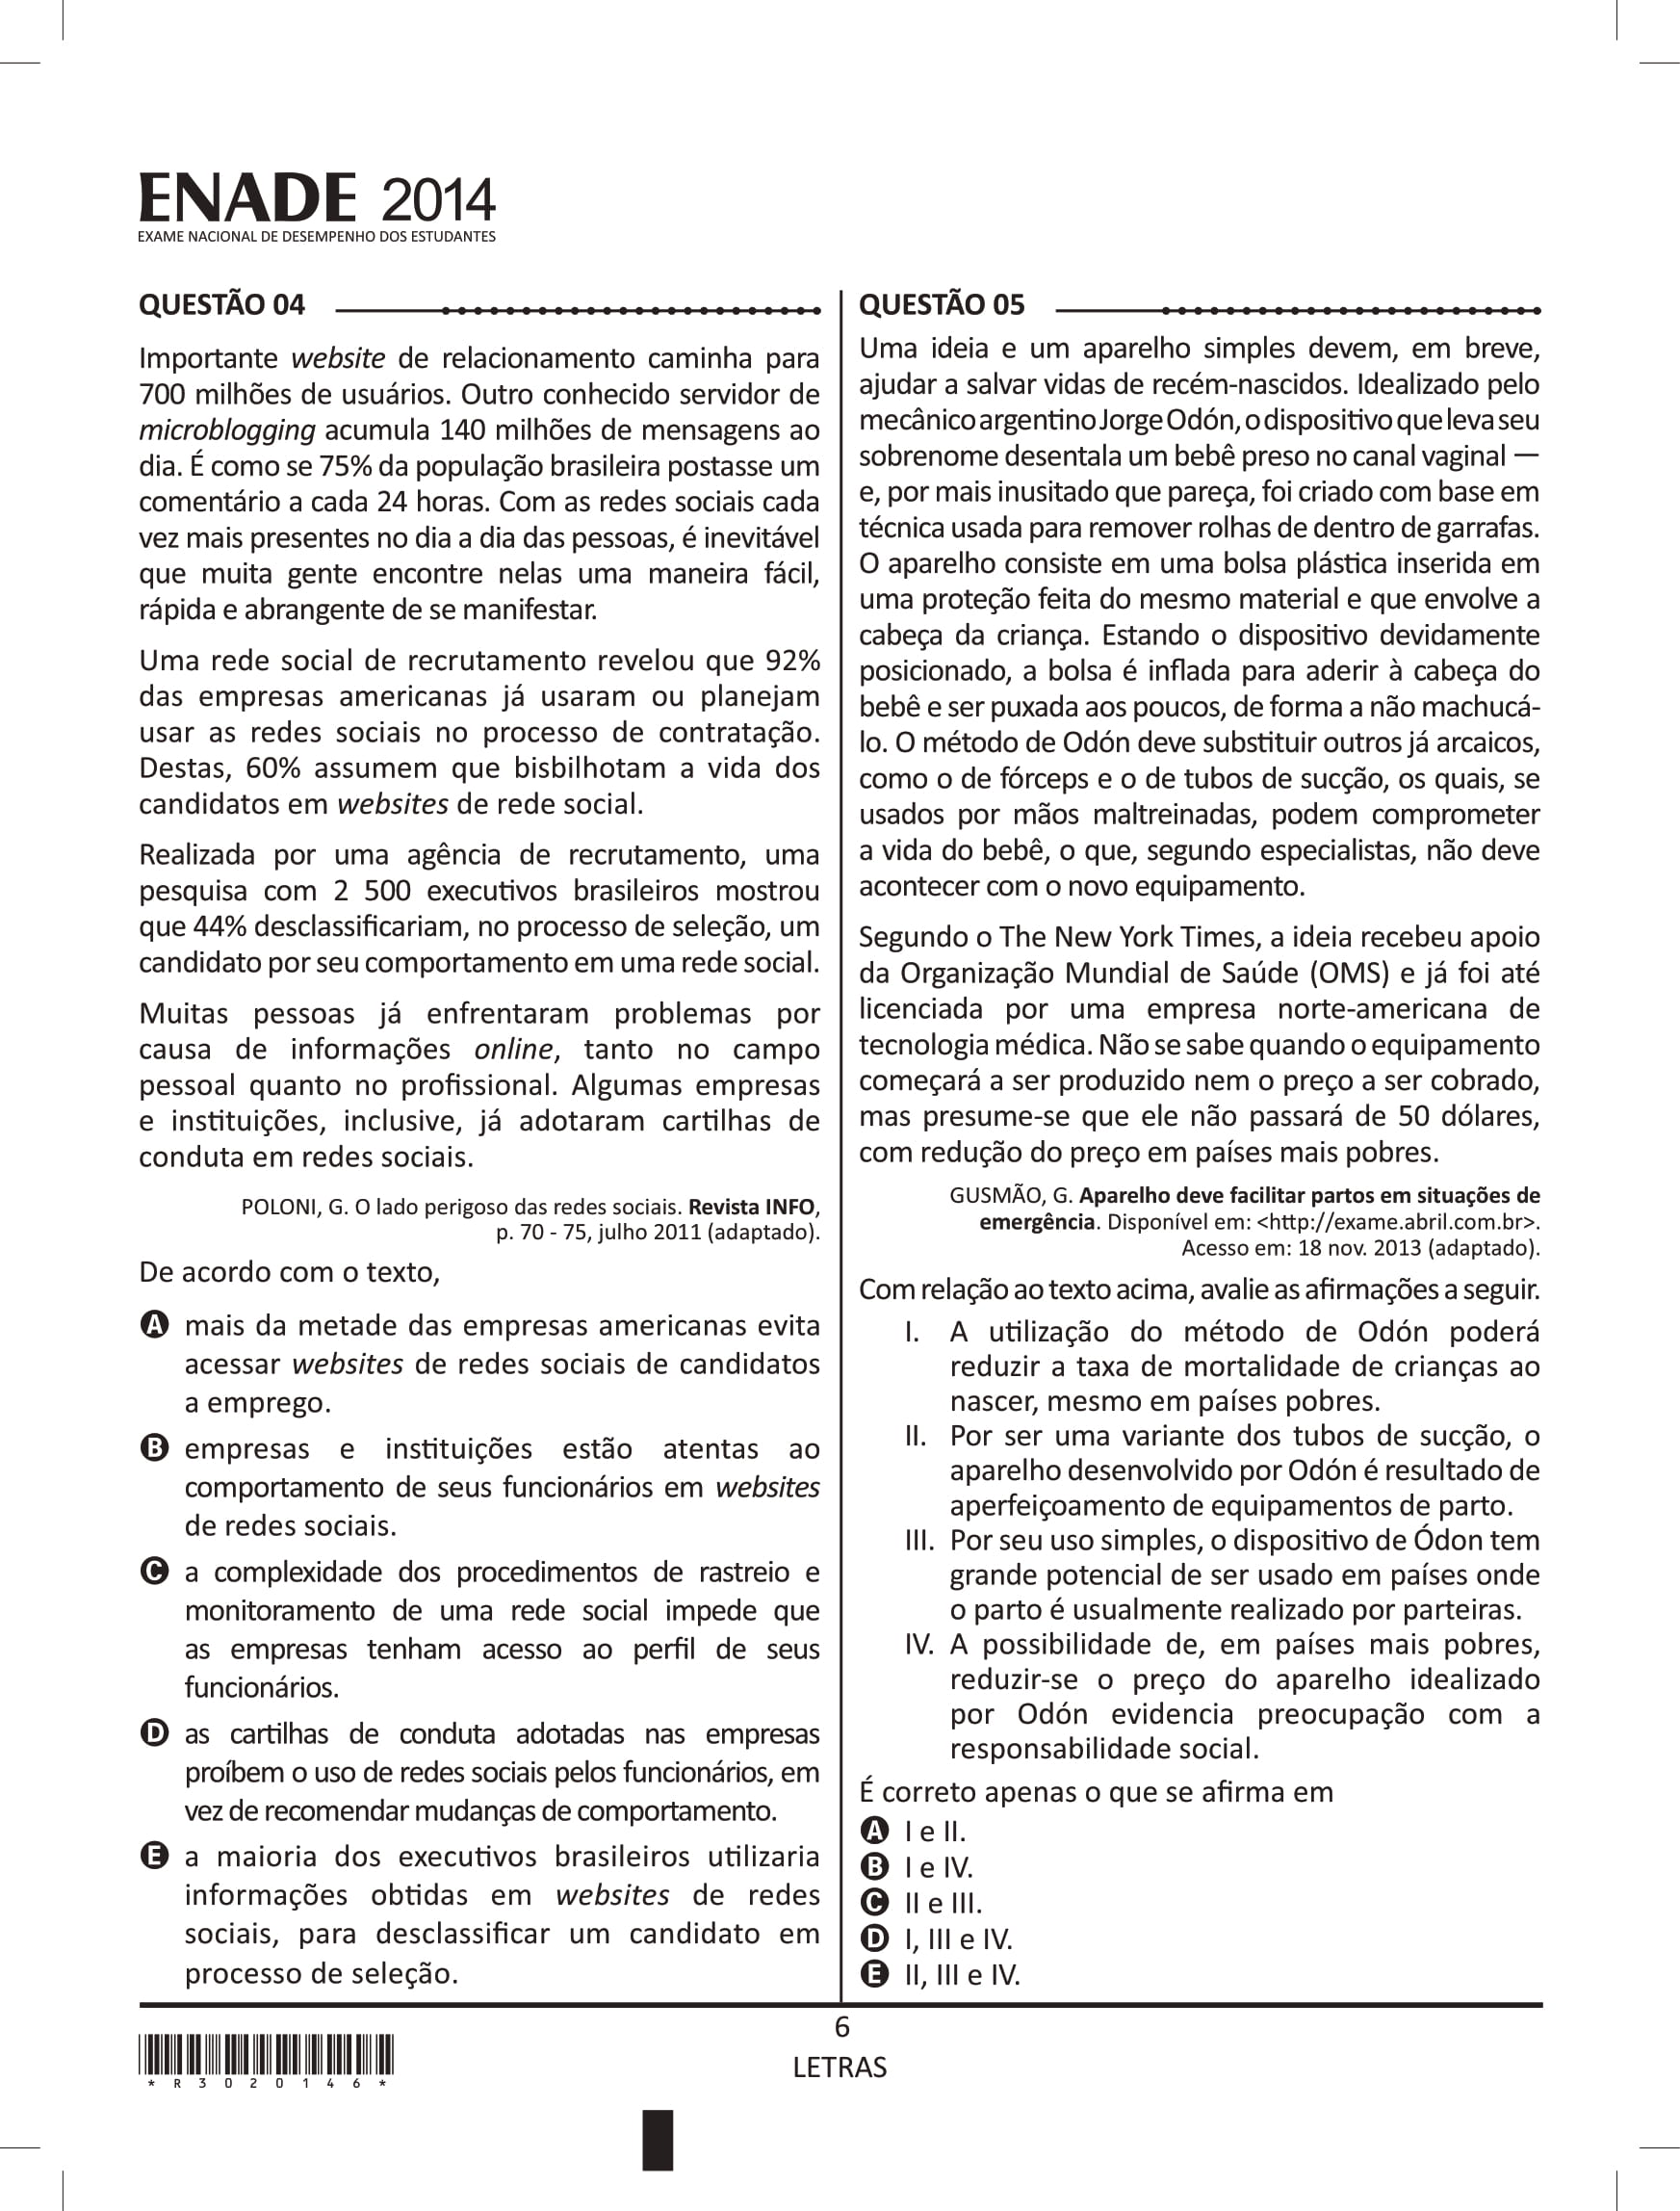 ENADE 2014
EXAME NACIONAL DE DESEMPENHO DOS ESTUDANTES
QUESTÃO 04
Importante website de relacionamento caminha para
700 milhões de usuários. Outro conhecido servidor de
microblogging acumula 140 milhões de mensagens ao
dia. É como se 75% da população brasileira postasse um
comentário a cada 24 horas. Com as redes sociais cada
vez mais presentes no dia a dia das pessoas, é inevitável
que muita gente encontre nelas uma maneira fácil,
rápida e abrangente de se manifestar.
Uma rede social de recrutamento revelou que 92%
das empresas americanas já usaram ou planejam
usar as redes sociais no processo de contratação.
Destas, 60% assumem que bisbilhotam a vida dos
candidatos em websites de rede social.
Realizada por uma agência de recrutamento, uma
pesquisa com 2 500 executivos brasileiros mostrou
que 44% desclassificariam, no processo de seleção, um
candidato por seu comportamento em uma rede social.
Muitas pessoas já enfrentaram problemas por
causa de informações online, tanto no campo
pessoal quanto no profissional. Algumas empresas
e instituições, inclusive, já adotaram cartilhas de
conduta em redes sociais.
POLONI, G. O lado perigoso das redes sociais. Revista INFO,
p. 70 - 75, julho 2011 (adaptado).
De acordo com o texto,
A mais da metade das empresas americanas evita
acessar websites de redes sociais de candidatos
a emprego.
B empresas e instituições estão atentas ao
comportamento de seus funcionários em websites
de redes sociais.
C a complexidade dos procedimentos de rastreio e
monitoramento de uma rede social impede que
as empresas tenham acesso ao perfil de seus
funcionários.
D as cartilhas de conduta adotadas nas empresas
proíbem o uso de redes sociais pelos funcionários, em
vez de recomendar mudanças de comportamento.
E a maioria dos executivos brasileiros utilizaria
informações obtidas em websites de redes
sociais, para desclassificar um candidato em
processo de seleção.
QUESTÃO 05
Uma ideia e um aparelho simples devem, em breve,
ajudar a salvar vidas de recém-nascidos. Idealizado pelo
mecânico argentino Jorge Odón, o dispositivo que leva seu
sobrenome desentala um bebê preso no canal vaginal —
e, por mais inusitado que pareça, foi criado com base em
técnica usada para remover rolhas de dentro de garrafas.
O aparelho consiste em uma bolsa plástica inserida em
uma proteção feita do mesmo material e que envolve a
cabeça da criança. Estando o dispositivo devidamente
posicionado, a bolsa é inflada para aderir à cabeça do
bebê e ser puxada aos poucos, de forma a não machucá-
lo. O método de Odón deve substituir outros já arcaicos,
como o de fórceps e o de tubos de sucção, os quais, se
usados por mãos maltreinadas, podem comprometer
a vida do bebê, o que, segundo especialistas, não deve
acontecer com o novo equipamento.
Segundo o The New York Times, a ideia recebeu apoio
da Organização Mundial de Saúde (OMS) e já foi até
licenciada por uma empresa norte-americana de
tecnologia médica. Não se sabe quando o equipamento
começará a ser produzido nem o preço a ser cobrado,
mas presume-se que ele não passará de 50 dólares,
com redução do preço em países mais pobres.
GUSMÃO, G. Aparelho deve facilitar partos em situações de
emergência. Disponível em: <http://exame.abril.com.br>.
Acesso em: 18 nov. 2013 (adaptado).
Com relação ao texto acima, avalie as afirmações a seguir.
I. A utilização do método de Odón poderá
reduzir a taxa de mortalidade de crianças ao
nascer, mesmo em países pobres.
II. Por ser uma variante dos tubos de sucção, o
aparelho desenvolvido por Odón é resultado de
aperfeiçoamento de equipamentos de parto.
III. Por seu uso simples, o dispositivo de Ódon tem
grande potencial de ser usado em países onde
o parto é usualmente realizado por parteiras.
IV. A possibilidade de, em países mais pobres,
reduzir-se o preço do aparelho idealizado
por Odón evidencia preocupação com a
responsabilidade social.
É correto apenas o que se afirma em
A I e II.
B I e IV.
C II e III.
D I, III e IV.
E II, III e IV.
6
LETRAS
* R 3 0 2 0 1 4 6 *